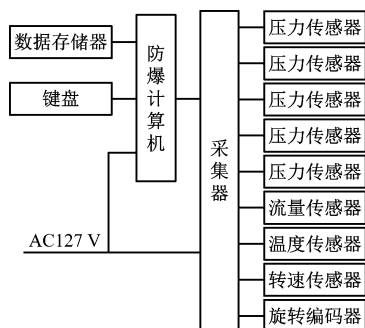 数据存储器
键盘
AC127 V
防爆计算机
采集器
压力传感器
压力传感器
压力传感器
压力传感器
压力传感器
流量传感器
温度传感器
转速传感器
旋转编码器